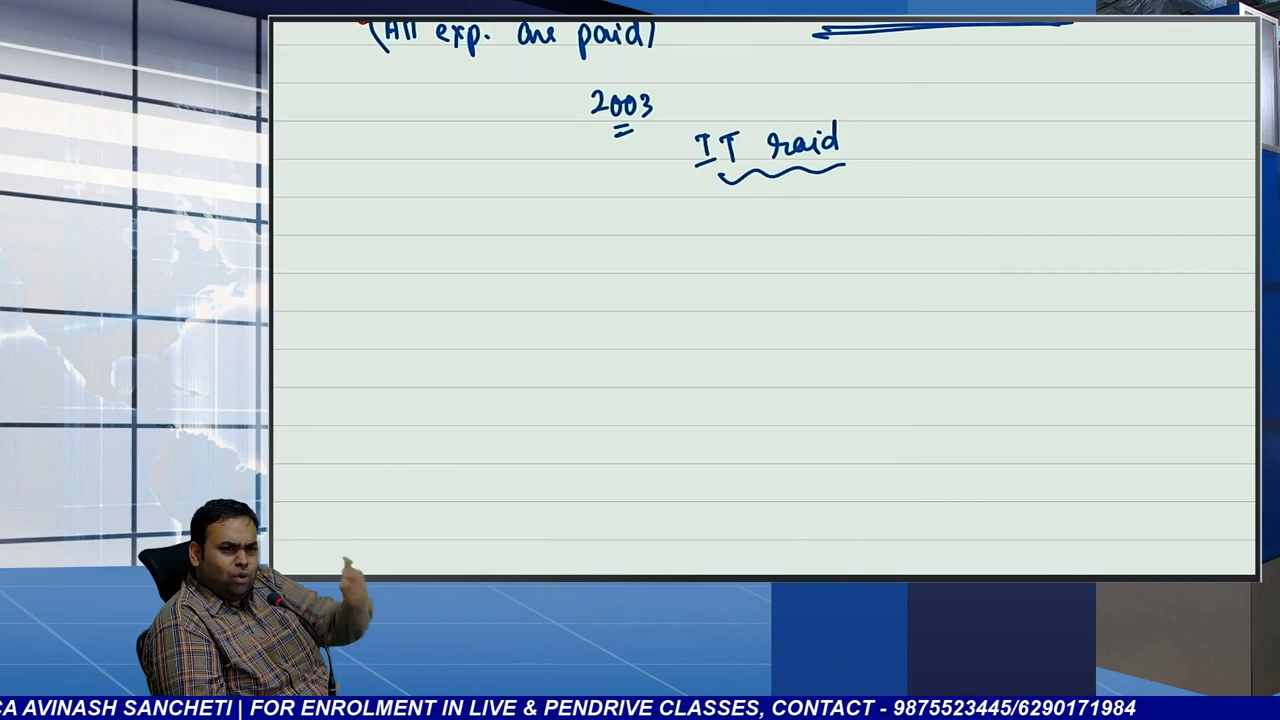 (All exp. are paid)
2003
IT raid
CA AVINASH SANCHETI | FOR ENROLMENT IN LIVE & PENDRIVE CLASSES, CONTACT - 9875523445/6290171984